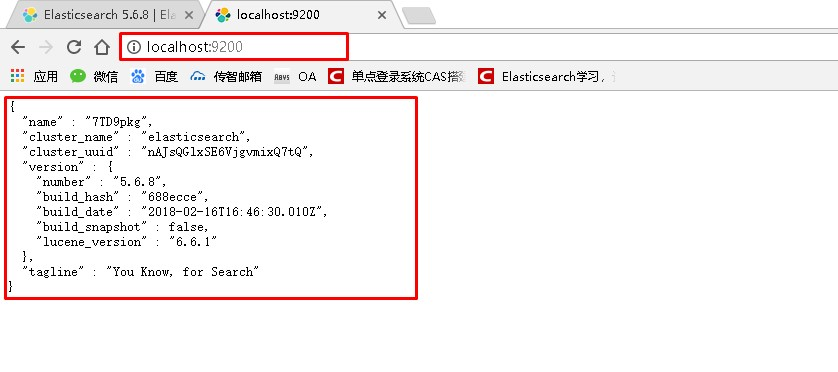 Elasticsearch 5.6.8 | Ela
localhost:9200
localhost:9200
应用 微信 百度 传智邮箱 ABVS OA 单点登录系统CAS搭 Elasticsearch学习,
{
"name" : "7TD9pkg",
"cluster_name" : "elasticsearch",
"cluster_uuid" : "nAJsQGlxSE6VjgvmixQ7tQ",
"version" : {
"number" : "5.6.8",
"build_hash" : "688ecce",
"build_date" : "2018-02-16T16:46:30.010Z",
"build_snapshot" : false,
"lucene_version" : "6.6.1"
},
"tagline" : "You Know, for Search"
}